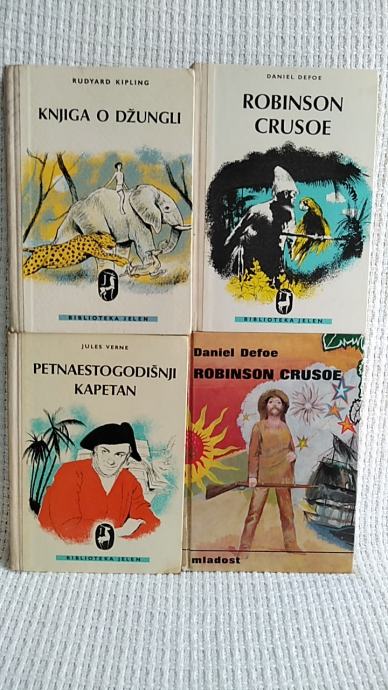 RUDYARD KIPLING
KNJIGA O DŽUNGLI
BIBLIOTEKA JELEN
DANIEL DEFOE
ROBINSON
CRUSOE
BIBLIOTEKA JELEN
JULES VERNE
PETNAESTOGODIŠNJI
KAPETAN
BIBLIOTEKA JELEN
Daniel Defoe
ROBINSON CRUSOE
mladost